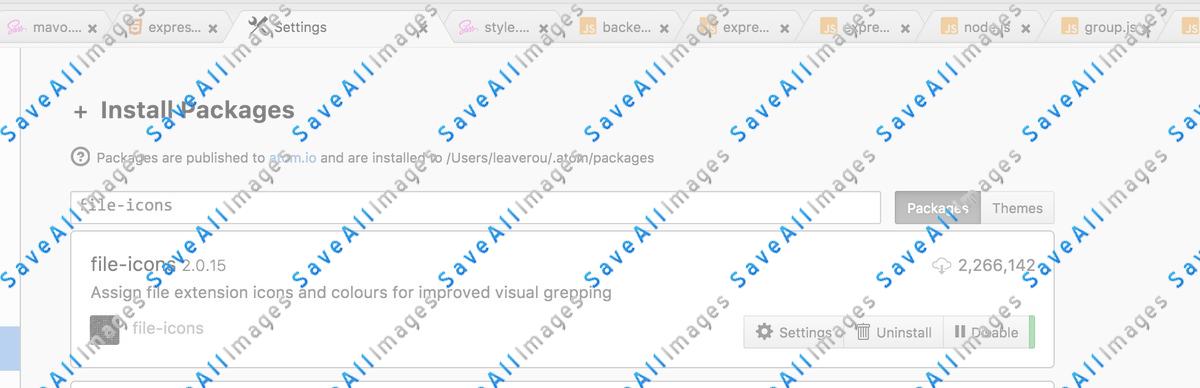 mavo.... expres... Settings style.... backe... expre... expre... node.js group.js
+ Install Packages
Packages are published to atom.io and are installed to /Users/leaverou/.atom/packages
file-icons Packages Themes
file-icons 2.0.15 2,266,142
Assign file extension icons and colours for improved visual grepping
file-icons Settings Uninstall Disable
SaveAllImages